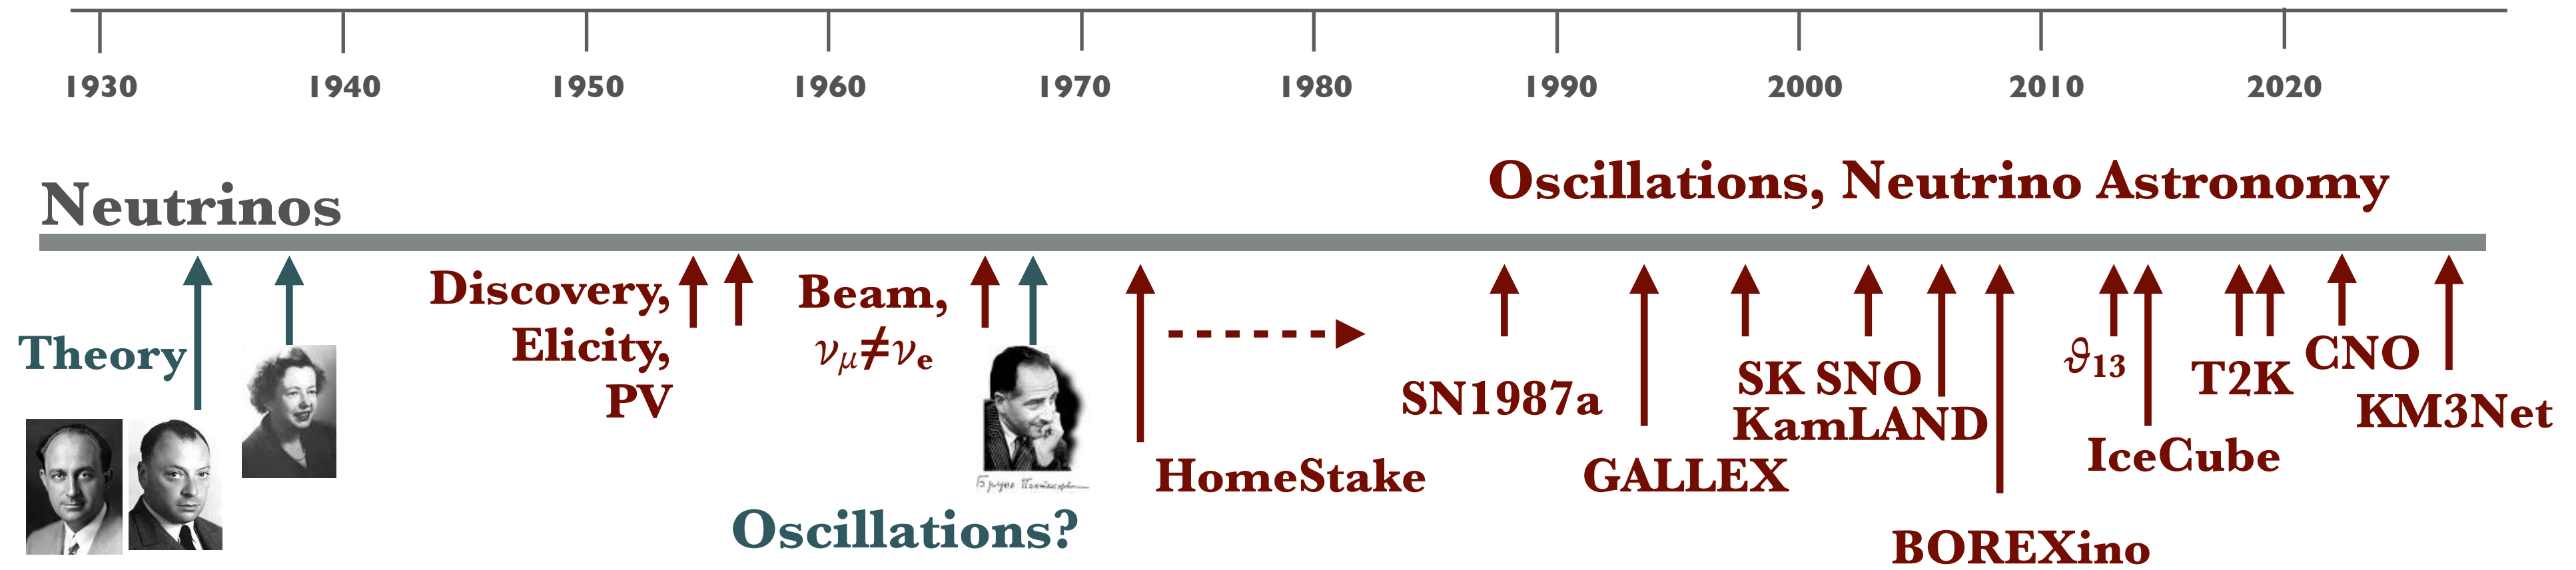 1930 1940 1950 1960 1970 1980 1990 2000 2010 2020
Oscillations, Neutrino Astronomy
Neutrinos
Theory
Discovery,
Elicity,
PV
Beam,
νμ≠νe
Oscillations?
HomeStake
SN1987a
GALLEX
SK SNO
KamLAND
BOREXino
ϑ13
IceCube
T2K
CNO
KM3Net